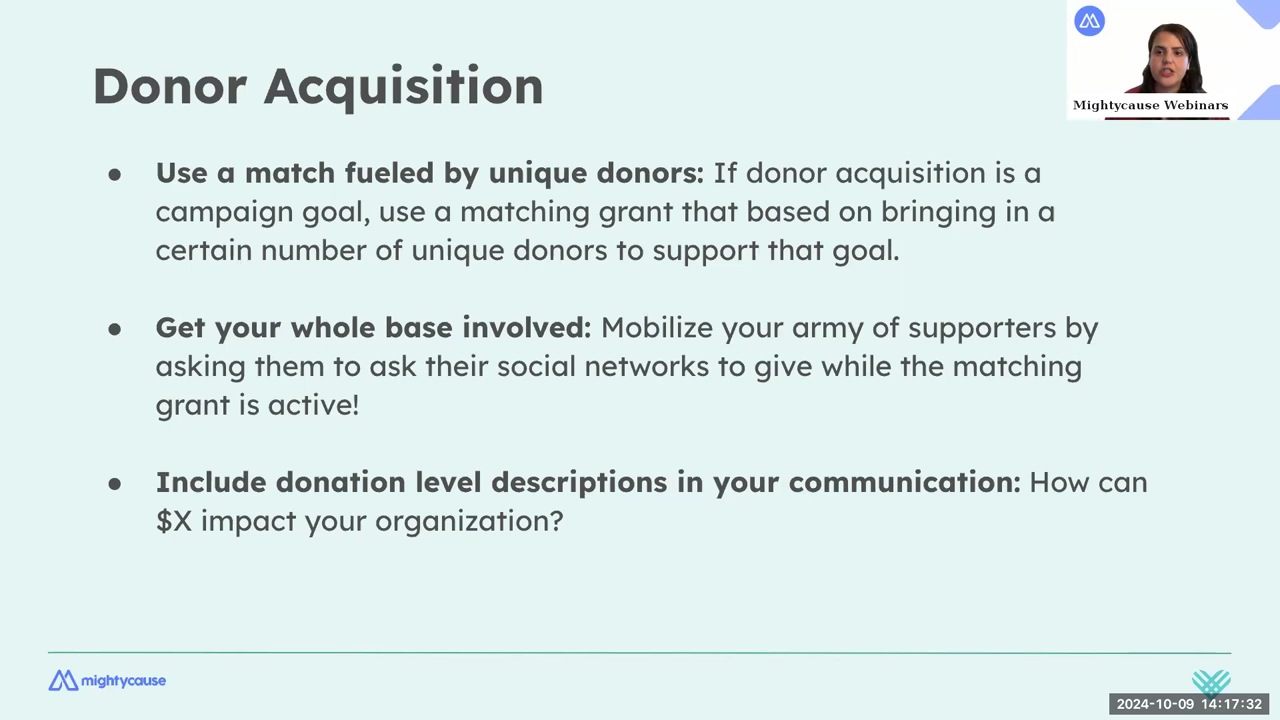 Donor Acquisition
Mightycause Webinars
● Use a match fueled by unique donors: If donor acquisition is a
campaign goal, use a matching grant that based on bringing in a
certain number of unique donors to support that goal.
● Get your whole base involved: Mobilize your army of supporters by
asking them to ask their social networks to give while the matching
grant is active!
● Include donation level descriptions in your communication: How can
$X impact your organization?
mightycause
2024-10-09 14:17:32